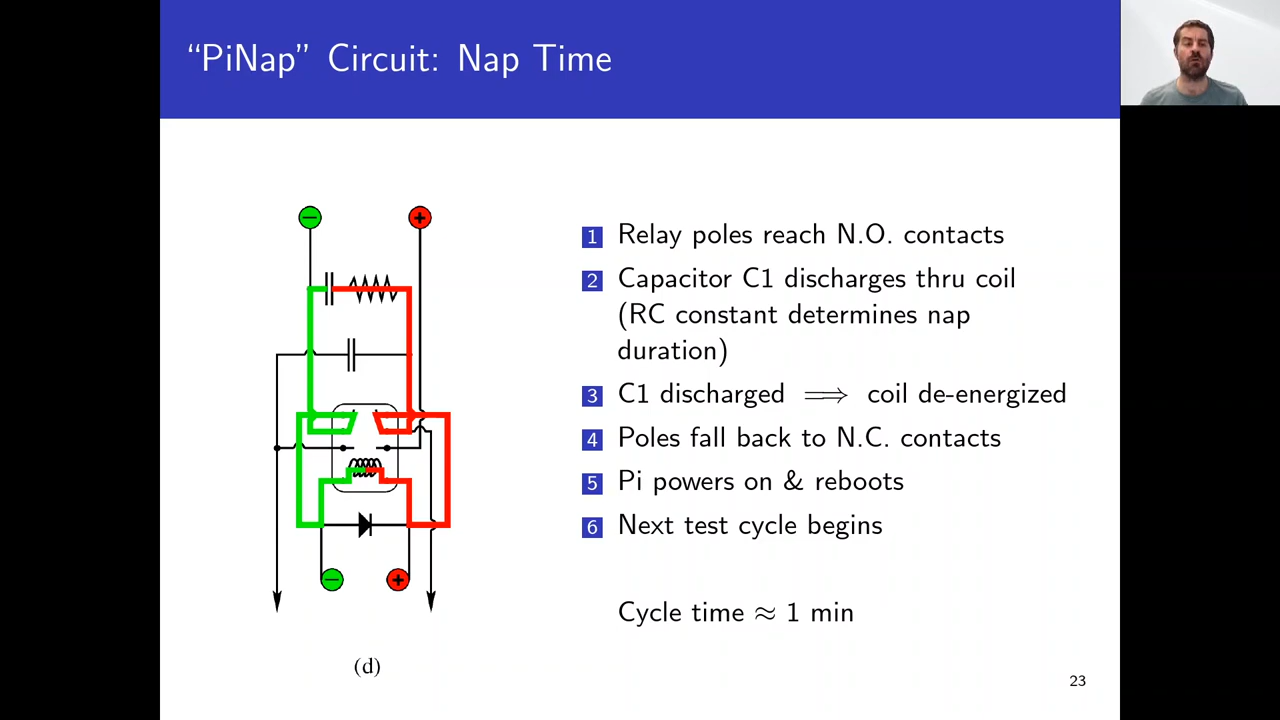 “PiNap” Circuit: Nap Time
− +
1 Relay poles reach N.O. contacts
2 Capacitor C1 discharges thru coil
(RC constant determines nap
duration)
3 C1 discharged ⟹ coil de-energized
4 Poles fall back to N.C. contacts
5 Pi powers on & reboots
6 Next test cycle begins
− +
Cycle time ≈ 1 min
(d)
23